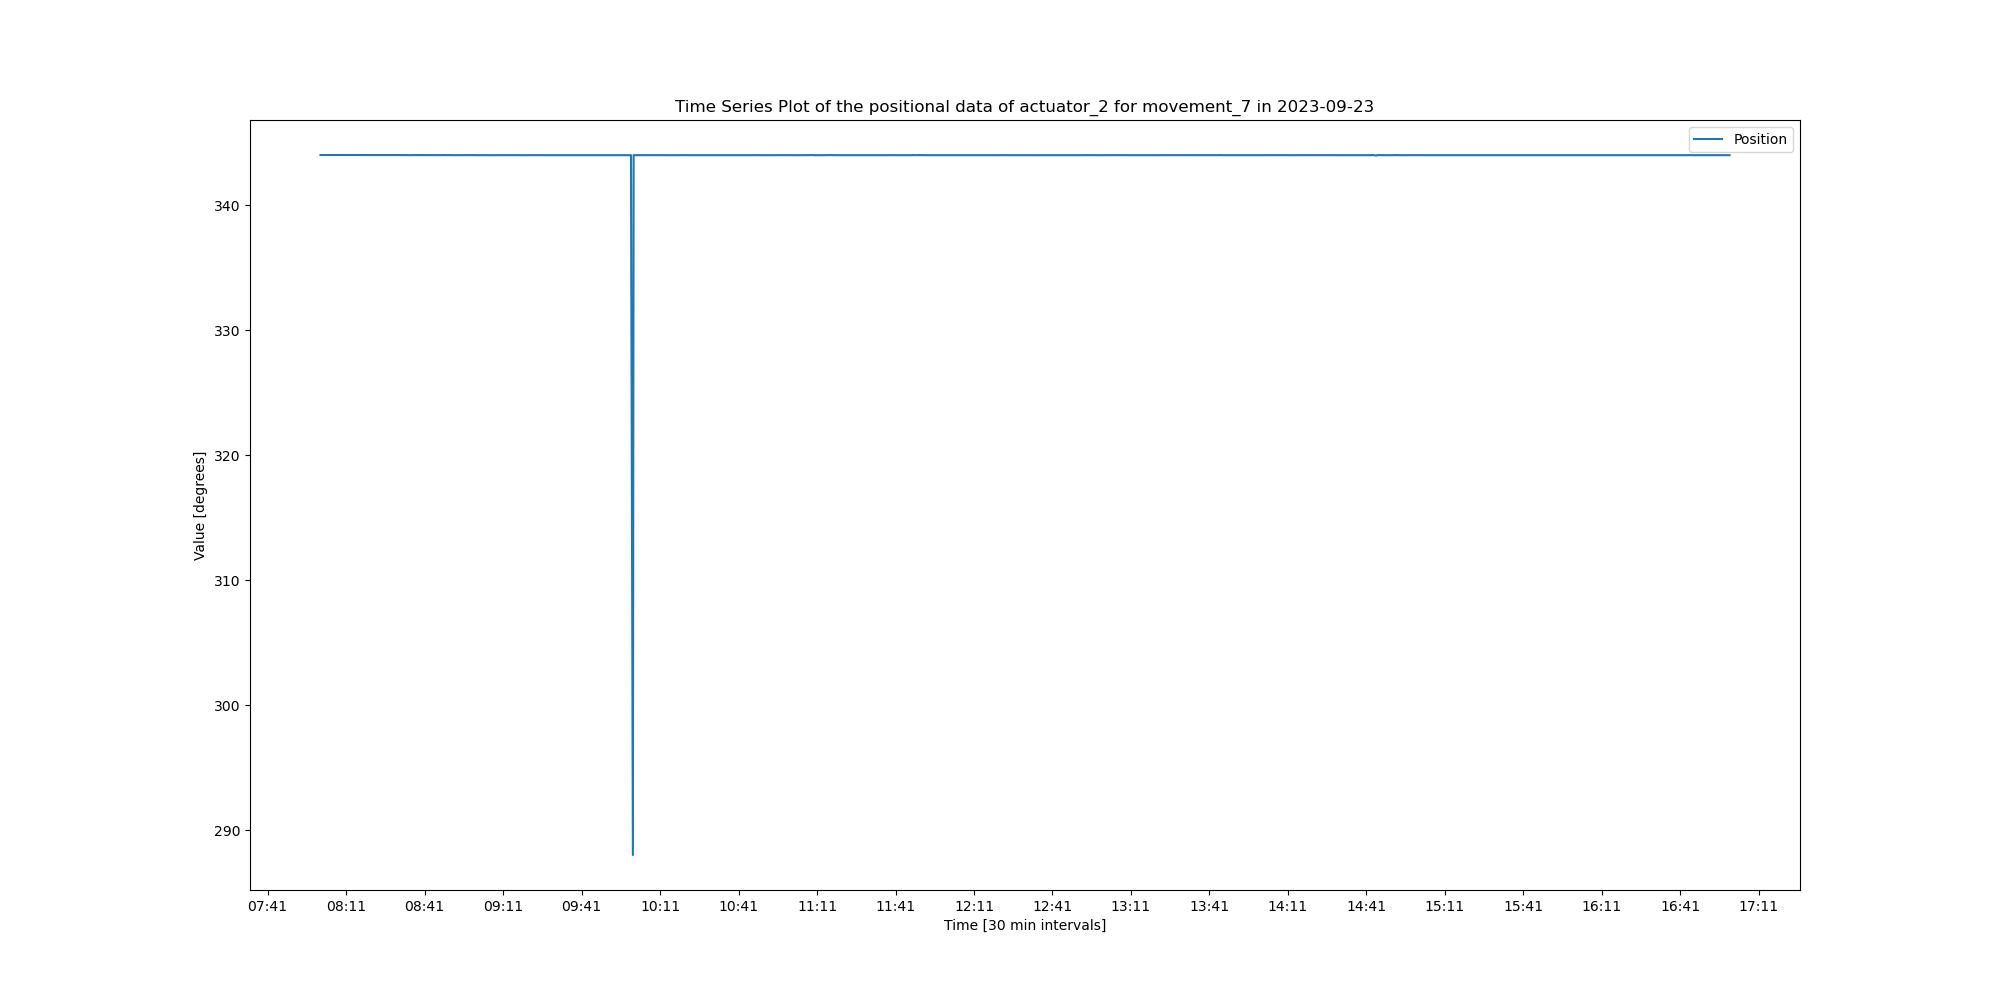 Time Series Plot of the positional data of actuator_2 for movement_7 in 2023-09-23
Position
340
330
320
310
300
290
Value [degrees]
07:41 08:11 08:41 09:11 09:41 10:11 10:41 11:11 11:41 12:11 12:41 13:11 13:41 14:11 14:41 15:11 15:41 16:11 16:41 17:11
Time [30 min intervals]